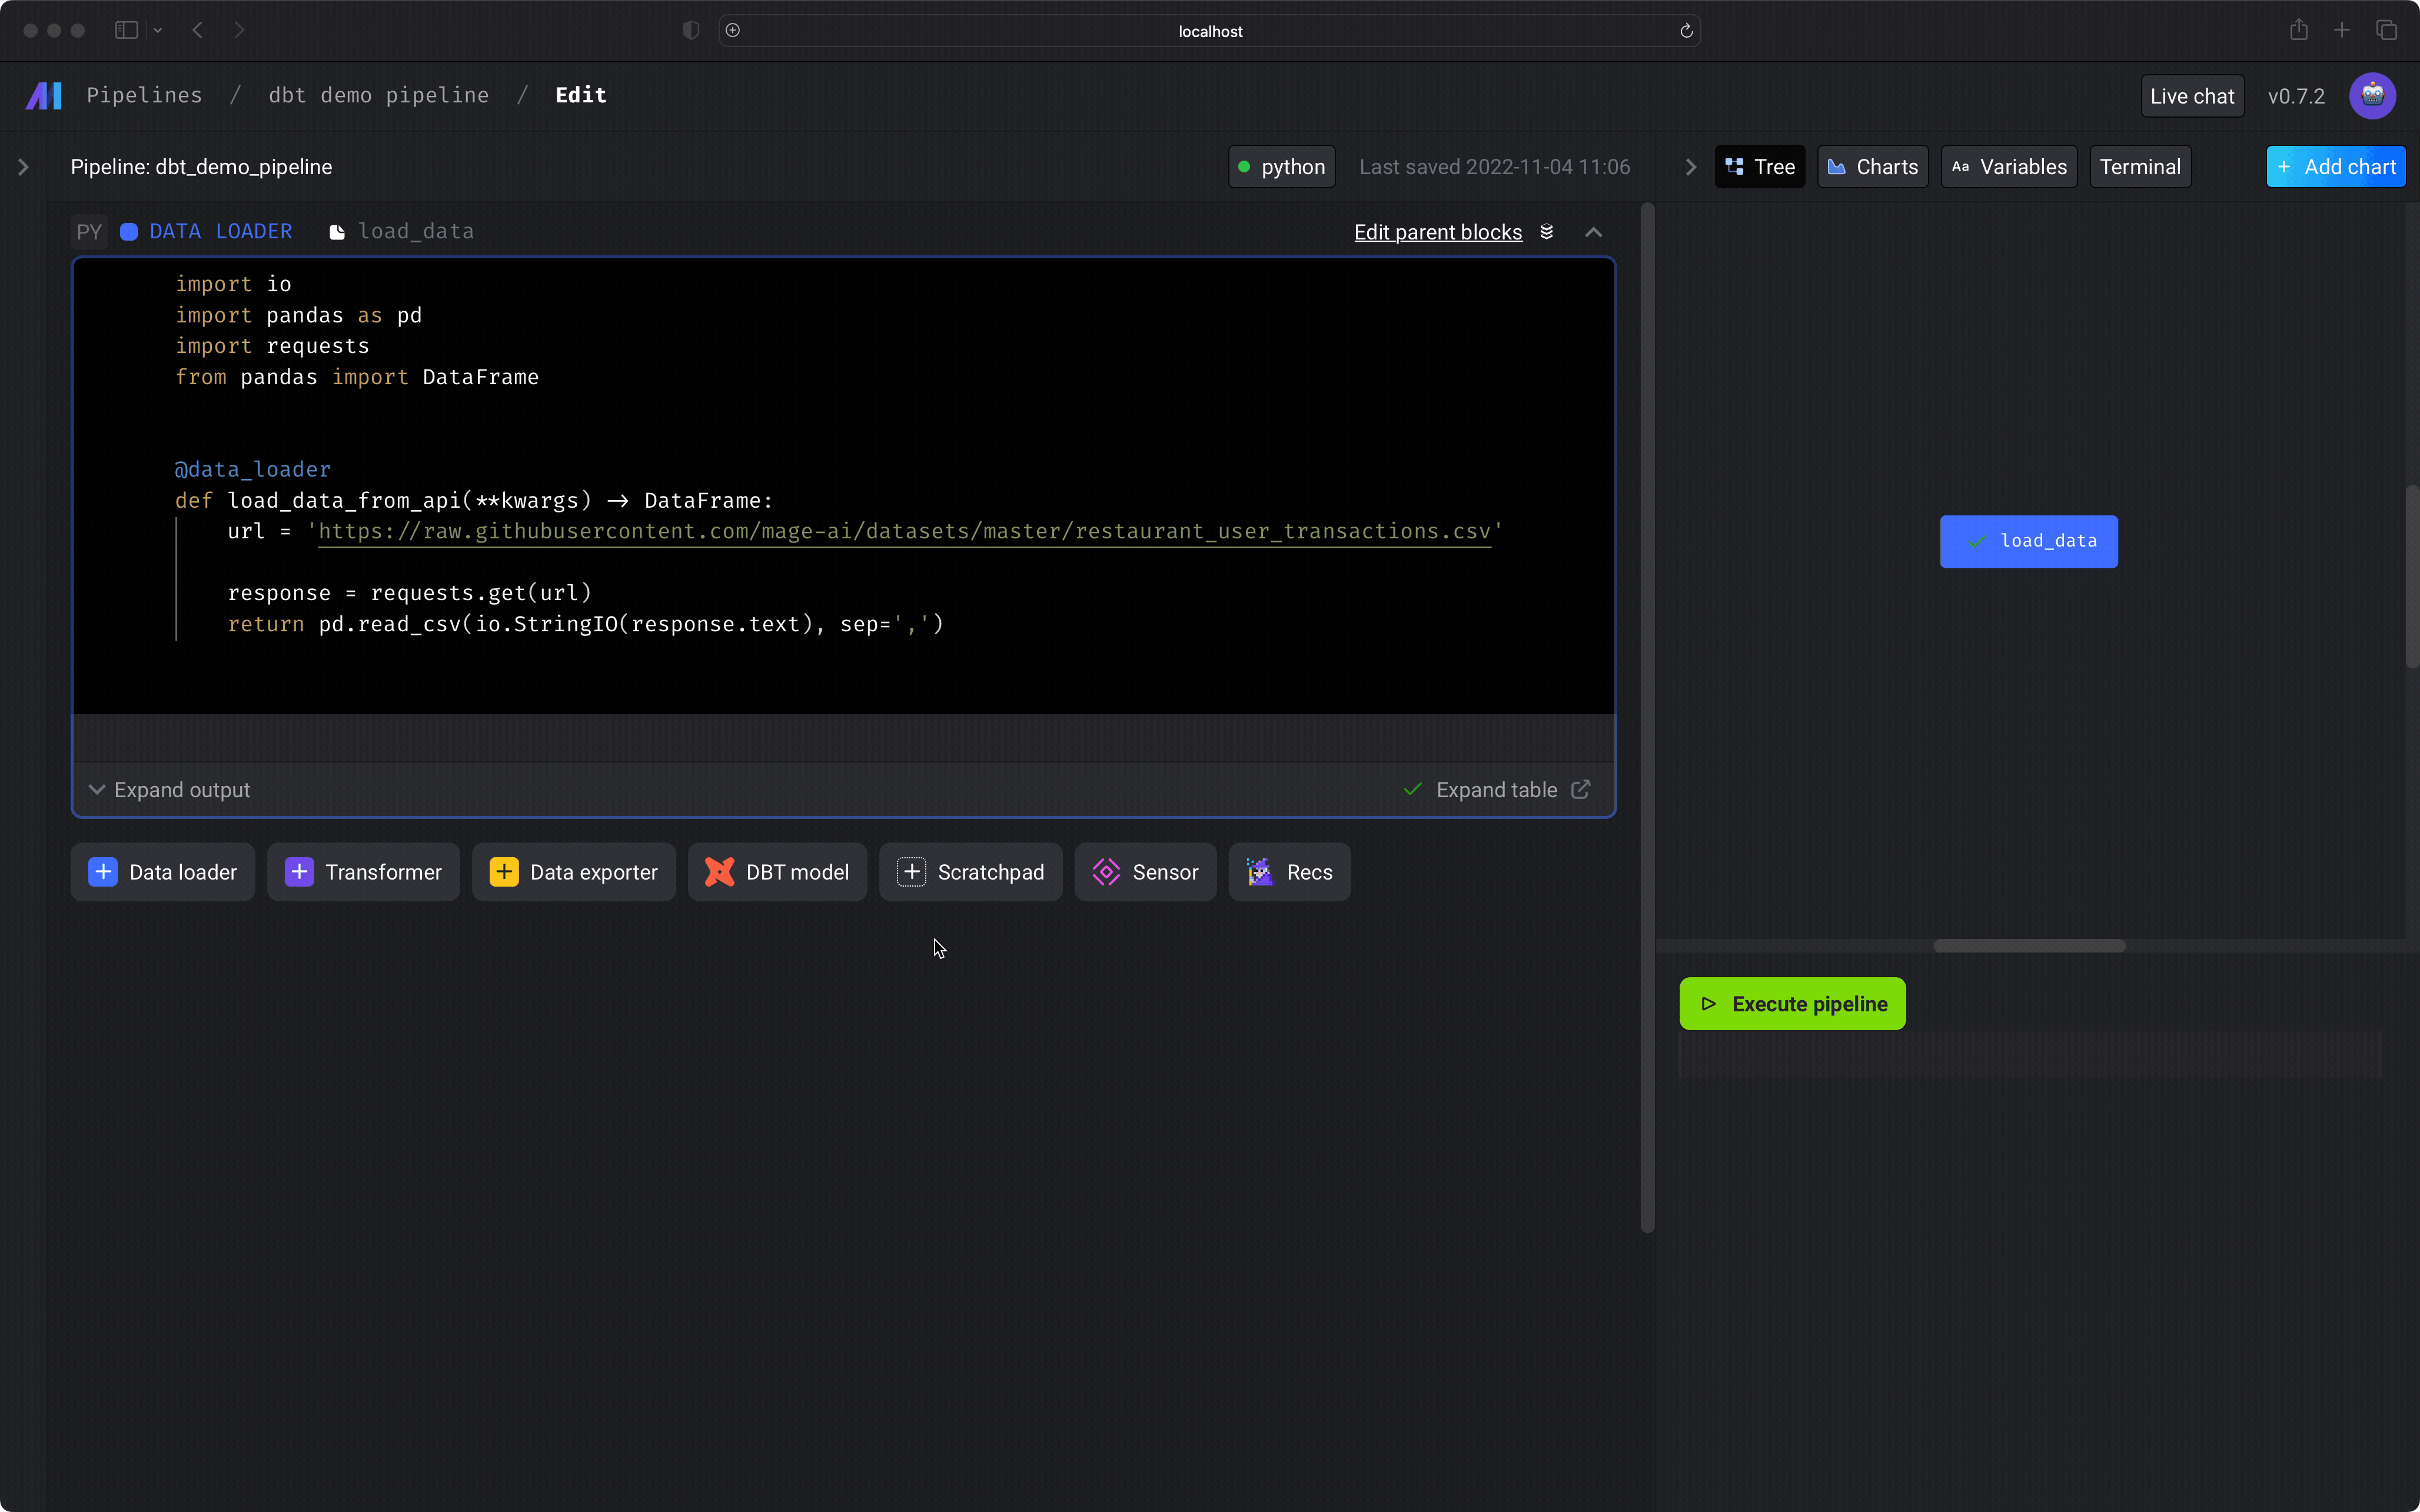 localhost
Pipelines / dbt demo pipeline / Edit
Live chat v0.7.2
Pipeline: dbt_demo_pipeline
python Last saved 2022-11-04 11:06
Tree Charts Aa Variables Terminal + Add chart
PY DATA LOADER load_data
Edit parent blocks
import io
import pandas as pd
import requests
from pandas import DataFrame
@data_loader
def load_data_from_api(**kwargs) → DataFrame:
url = 'https://raw.githubusercontent.com/mage-ai/datasets/master/restaurant_user_transactions.csv'
response = requests.get(url)
return pd.read_csv(io.StringIO(response.text), sep=',')
Expand output
Expand table
+ Data loader + Transformer + Data exporter DBT model + Scratchpad Sensor Recs
load_data
Execute pipeline